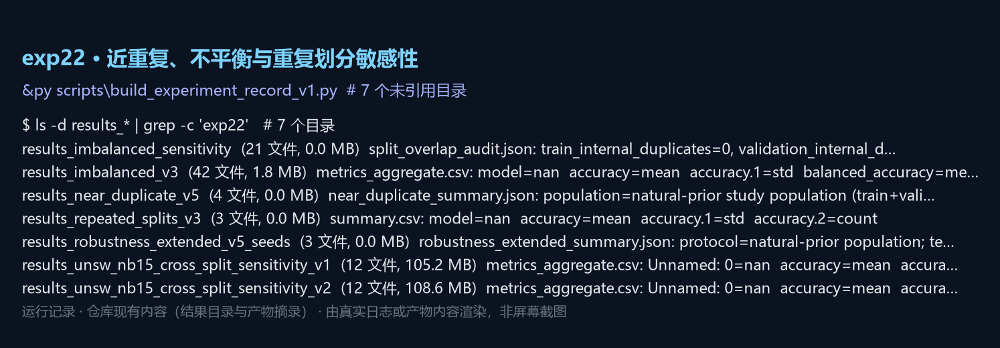 exp22 • 近重复、不平衡与重复划分敏感性
&py scripts\build_experiment_record_v1.py  # 7 个未引用目录
$ ls -d results_* | grep -c 'exp22'   # 7 个目录
results_imbalanced_sensitivity  (21 文件, 0.0 MB)  split_overlap_audit.json: train_internal_duplicates=0, validation_internal_d…
results_imbalanced_v3  (42 文件, 1.8 MB)  metrics_aggregate.csv: model=nan  accuracy=mean  accuracy.1=std  balanced_accuracy=me…
results_near_duplicate_v5  (4 文件, 0.0 MB)  near_duplicate_summary.json: population=natural-prior study population (train+vali…
results_repeated_splits_v3  (3 文件, 0.0 MB)  summary.csv: model=nan  accuracy=mean  accuracy.1=std  accuracy.2=count
results_robustness_extended_v5_seeds  (3 文件, 0.0 MB)  robustness_extended_summary.json: protocol=natural-prior population; te…
results_unsw_nb15_cross_split_sensitivity_v1  (12 文件, 105.2 MB)  metrics_aggregate.csv: Unnamed: 0=nan  accuracy=mean  accura…
results_unsw_nb15_cross_split_sensitivity_v2  (12 文件, 108.6 MB)  metrics_aggregate.csv: Unnamed: 0=nan  accuracy=mean  accura…
运行记录 · 仓库现有内容（结果目录与产物摘录） · 由真实日志或产物内容渲染，非屏幕截图